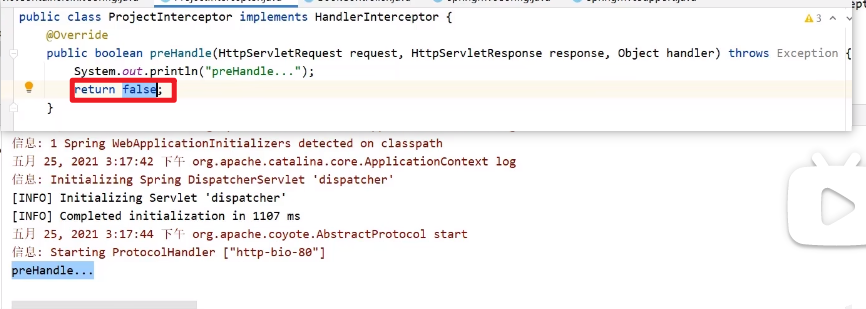 public class ProjectInterceptor implements HandlerInterceptor {
3
@Override
public boolean preHandle(HttpServletRequest request, HttpServletResponse response, Object handler) throws Exception {
System.out.println("preHandle...");
return false;
}
信息: 1 Spring WebApplicationInitializers detected on classpath
五月 25, 2021 3:17:42 下午 org.apache.catalina.core.ApplicationContext log
信息: Initializing Spring DispatcherServlet 'dispatcher'
[INFO] Initializing Servlet 'dispatcher'
[INFO] Completed initialization in 1107 ms
五月 25, 2021 3:17:44 下午 org.apache.coyote.AbstractProtocol start
信息: Starting ProtocolHandler ["http-bio-80"]
preHandle...